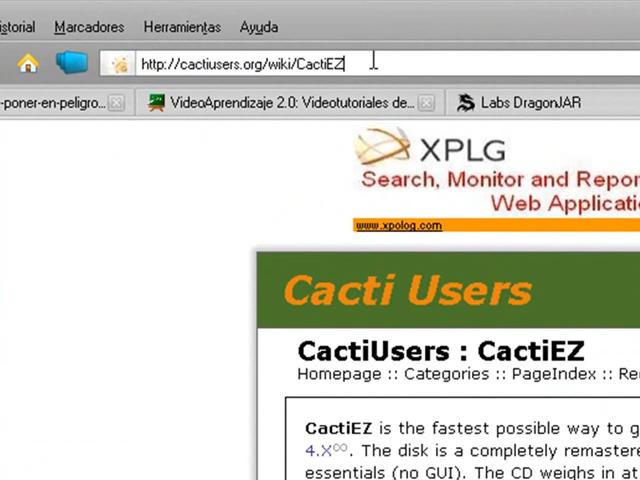 istorial Marcadores Herramientas Ayuda
http://cactiusers.org/wiki/CactiEZ
-poner-en-peligro... VideoAprendizaje 2.0: Videotutoriales de... Labs DragonJAR
XPLG
Search, Monitor and Repor
Web Applicati
www.xpolog.com
Cacti Users
CactiUsers : CactiEZ
Homepage :: Categories :: PageIndex :: Re
CactiEZ is the fastest possible way to g
4.X∞. The disk is a completely remastere
essentials (no GUI). The CD weighs in at